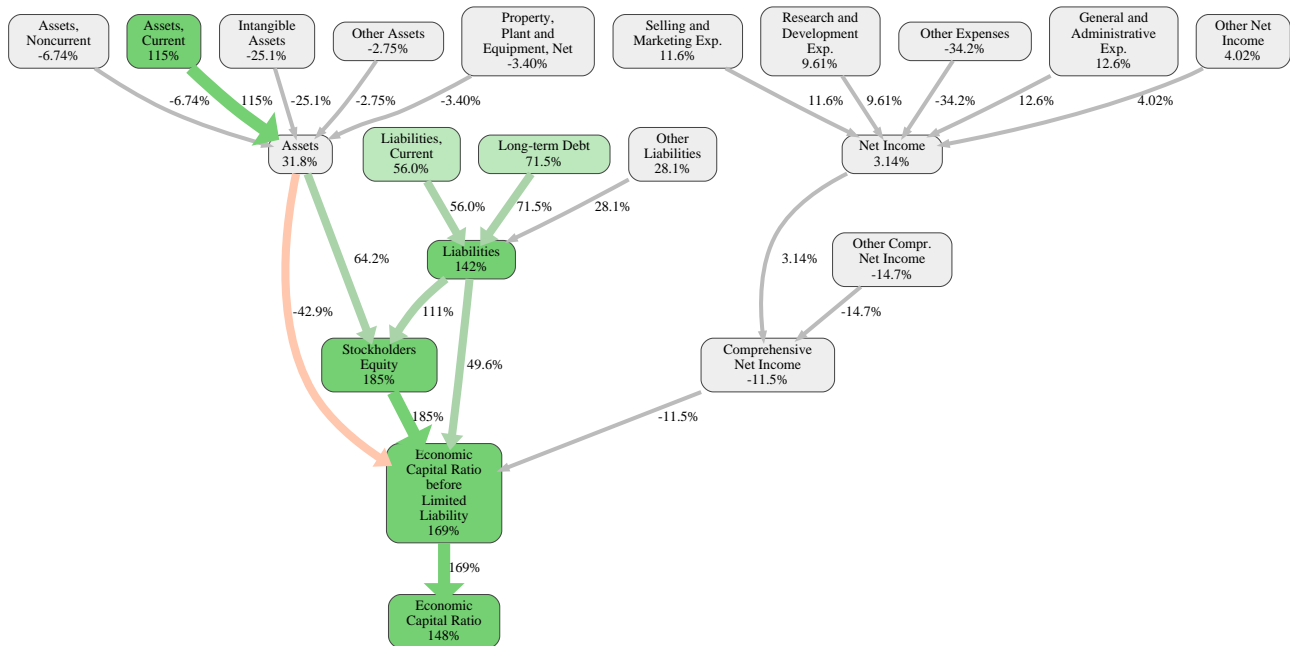 Assets,
Noncurrent
-6.74%
Assets,
Current
115%
Intangible
Assets
-25.1%
Other Assets
-2.75%
Property,
Plant and
Equipment, Net
-3.40%
Selling and
Marketing Exp.
11.6%
Research and
Development
Exp.
9.61%
Other Expenses
-34.2%
General and
Administrative
Exp.
12.6%
Other Net
Income
4.02%
-6.74%
115%
-25.1%
-2.75%
-3.40%
11.6%
9.61%
-34.2%
12.6%
4.02%
Assets
31.8%
Liabilities,
Current
56.0%
Long-term Debt
71.5%
Other
Liabilities
28.1%
Net Income
3.14%
56.0%
71.5%
28.1%
64.2%
Liabilities
142%
3.14%
Other Compr.
Net Income
-14.7%
-42.9%
111%
-14.7%
Stockholders
Equity
185%
49.6%
Comprehensive
Net Income
-11.5%
185%
-11.5%
Economic
Capital Ratio
before
Limited
Liability
169%
169%
Economic
Capital Ratio
148%